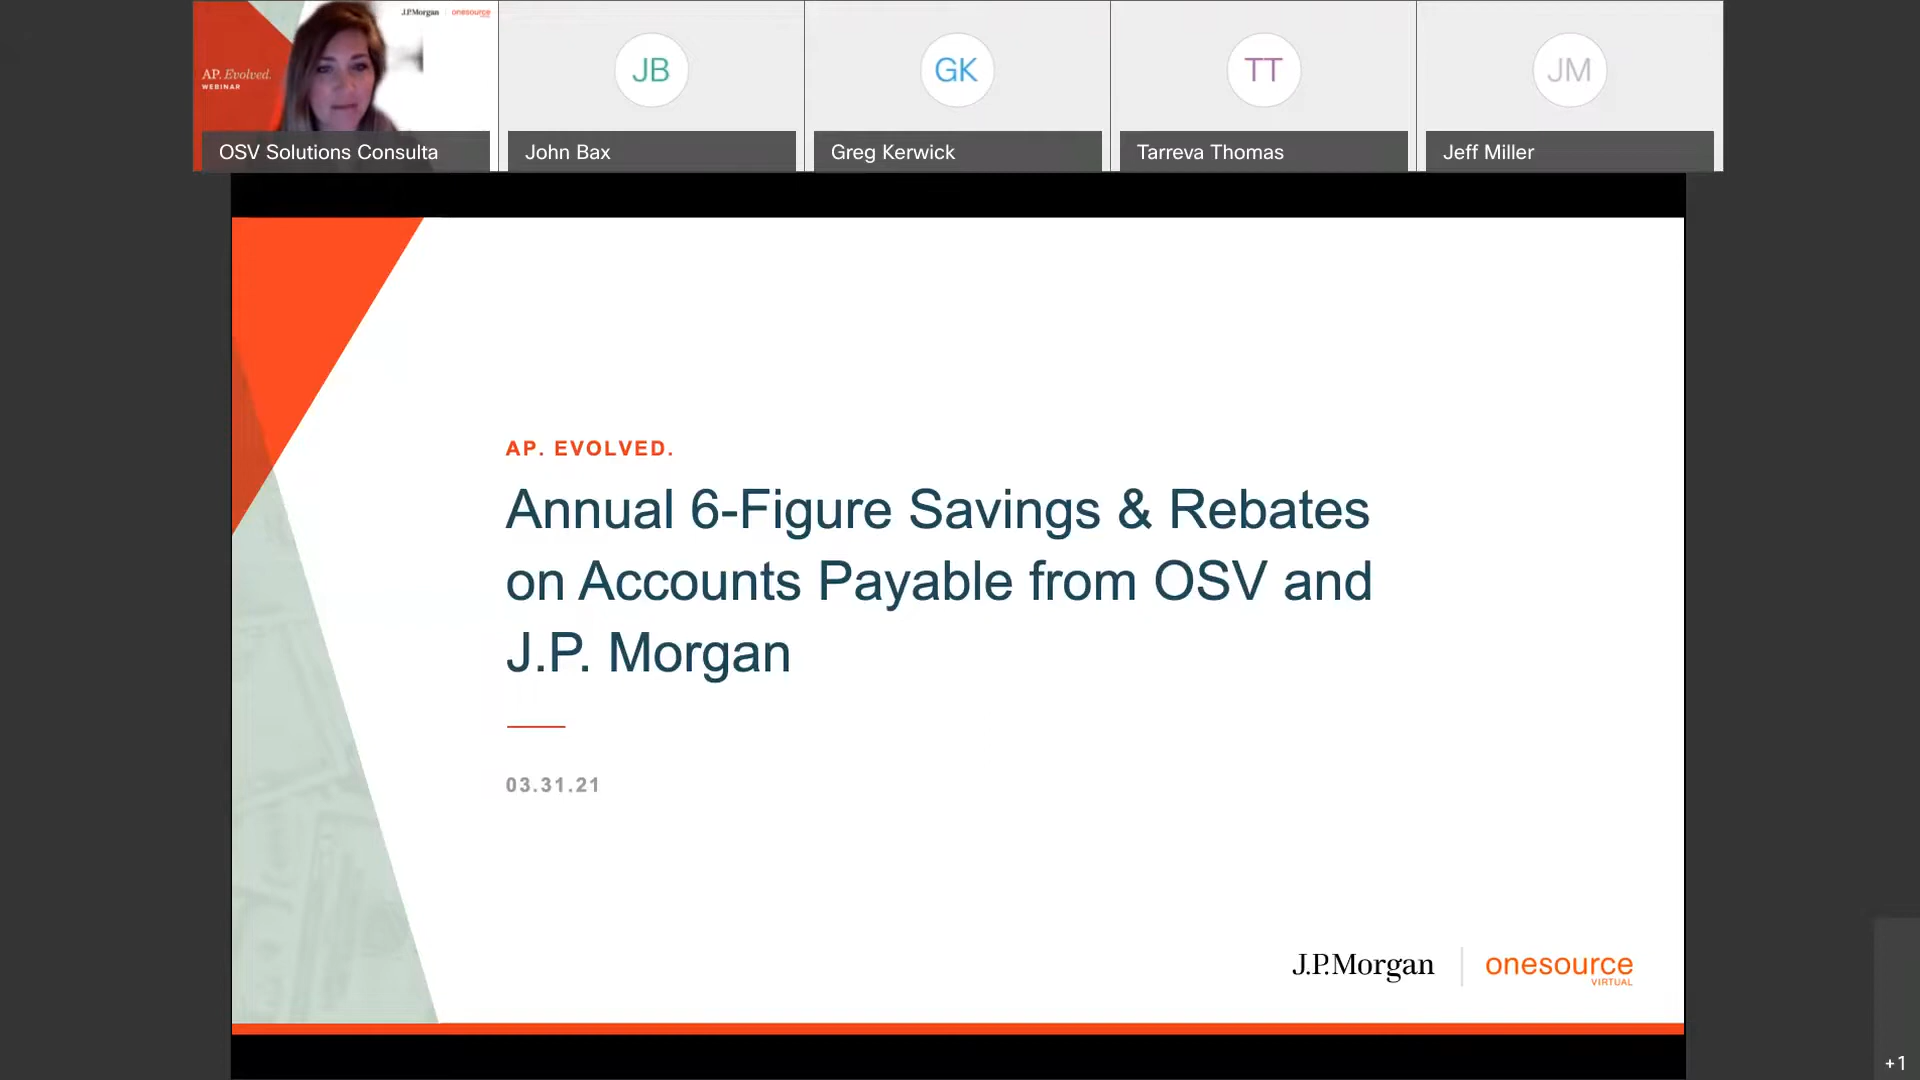 J.P.Morgan
onesource
AP. Evolved.
WEBINAR
OSV Solutions Consulta
JB
John Bax
GK
Greg Kerwick
TT
Tarreva Thomas
JM
Jeff Miller
AP. EVOLVED.
Annual 6-Figure Savings & Rebates
on Accounts Payable from OSV and
J.P. Morgan
03.31.21
J.P.Morgan
onesource
VIRTUAL
+1